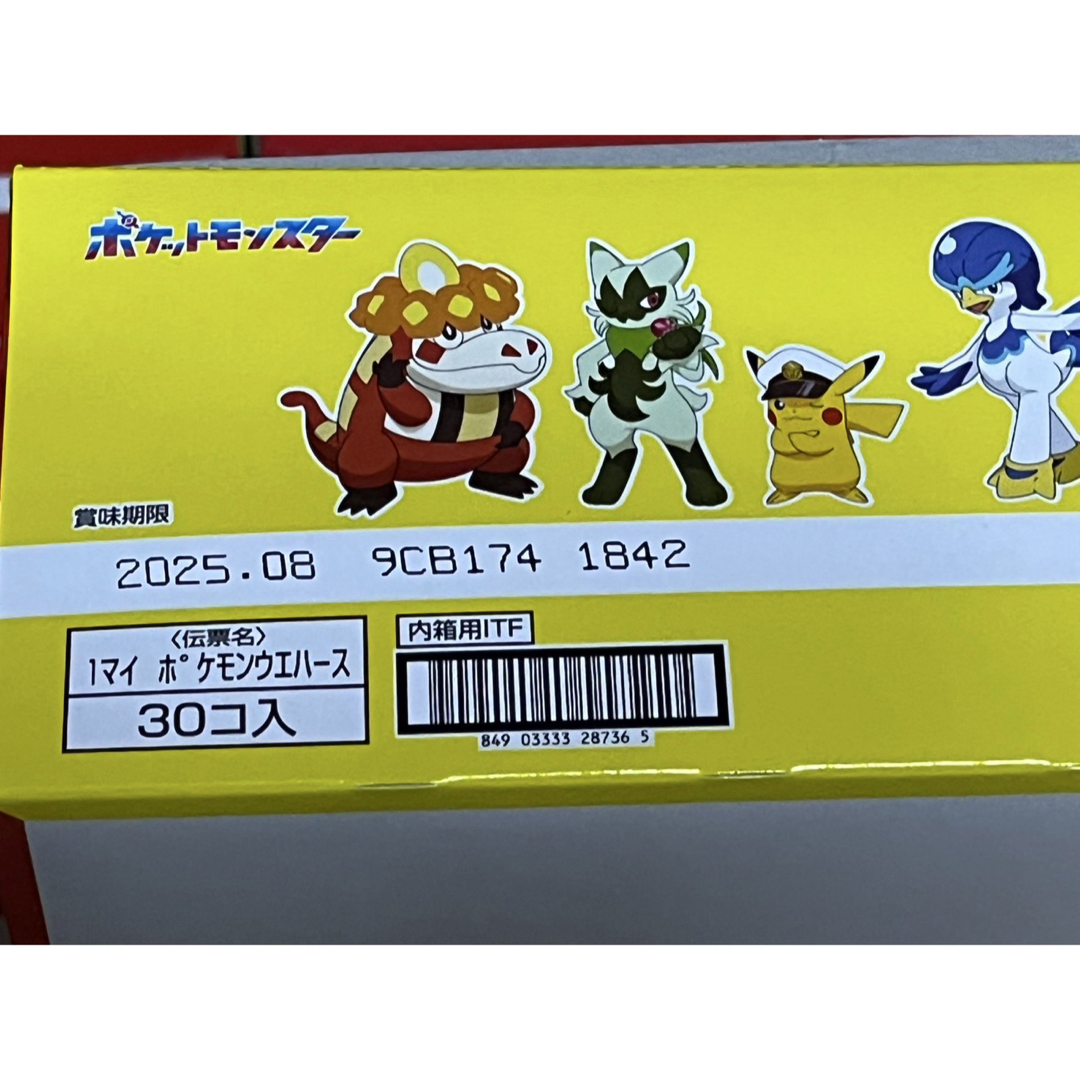 ポケットモンスター
賞味期限
2025.08 9CB174 1842
〈伝票名〉
1マイ ポケモンウエハース
30コ入
内箱用ITF
849 03333 28736 5